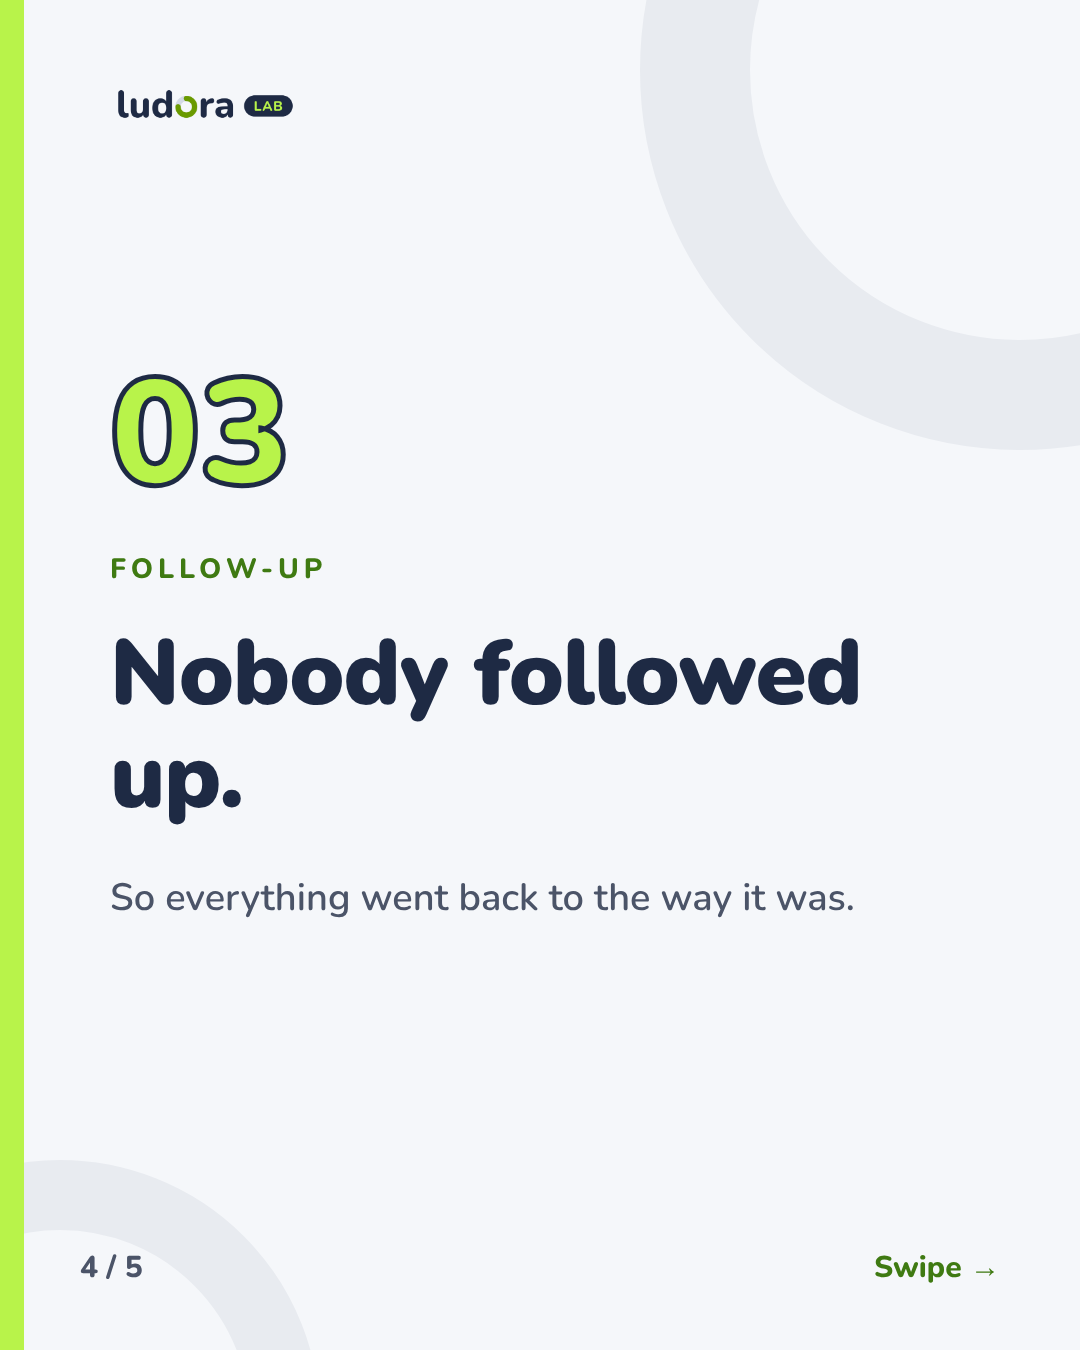 ludora LAB
03
FOLLOW-UP
Nobody followed
up.
So everything went back to the way it was.
4 / 5
Swipe →